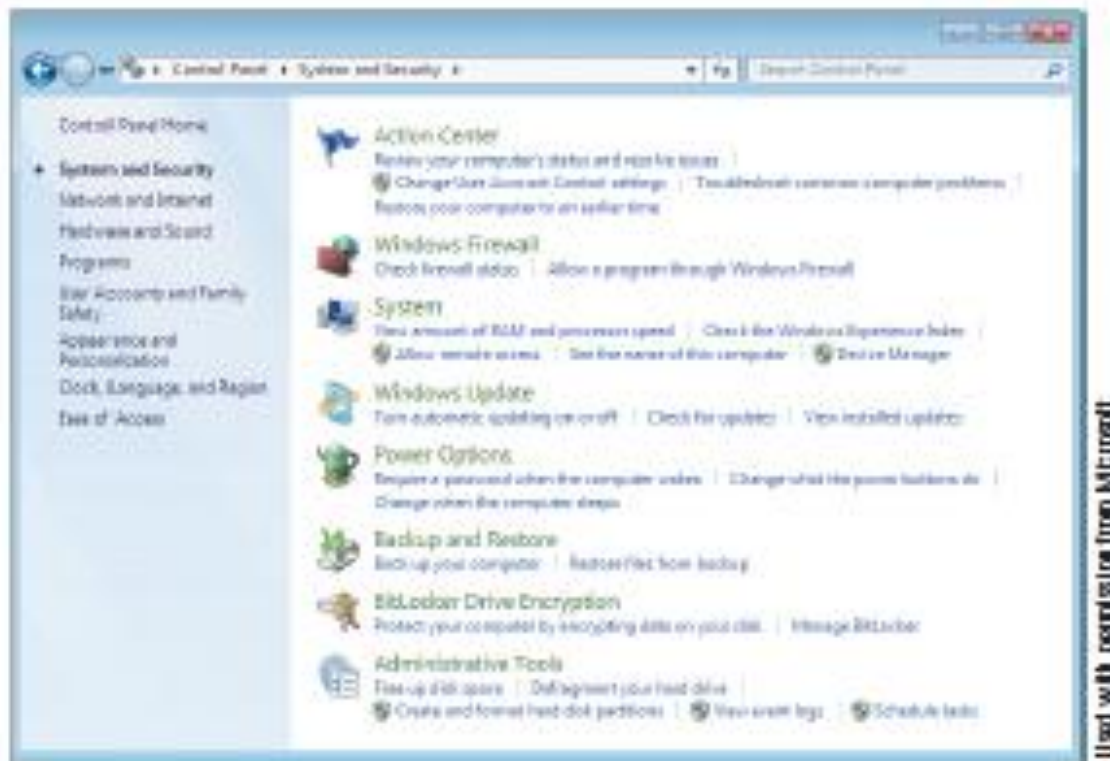 Control Panel ▸ System and Security ▸
Search Control Panel
Control Panel Home
System and Security
Network and Internet
Hardware and Sound
Programs
User Accounts and Family
Safety
Appearance and
Personalization
Clock, Language, and Region
Ease of Access
Action Center
Review your computer's status and resolve issues
Change User Account Control settings | Troubleshoot common computer problems
Restore your computer to an earlier time
Windows Firewall
Check firewall status | Allow a program through Windows Firewall
System
View amount of RAM and processor speed | Check the Windows Experience Index
Allow remote access | See the name of this computer | Device Manager
Windows Update
Turn automatic updating on or off | Check for updates | View installed updates
Power Options
Require a password when the computer wakes | Change what the power buttons do
Change when the computer sleeps
Backup and Restore
Back up your computer | Restore files from backup
BitLocker Drive Encryption
Protect your computer by encrypting data on your disk | Manage BitLocker
Administrative Tools
Free up disk space | Defragment your hard drive
Create and format hard disk partitions | View event logs | Schedule tasks
Used with permission from Microsoft